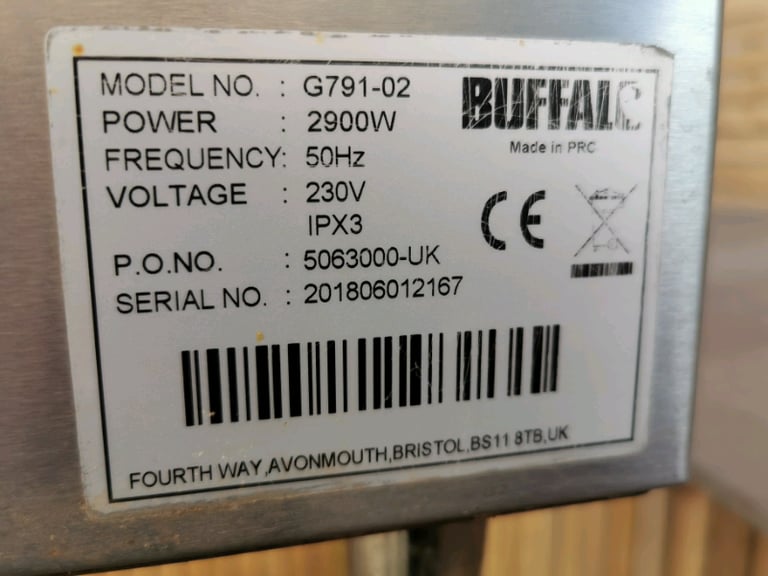 MODEL NO. : G791-02
BUFFALO
POWER : 2900W
Made in PRC
FREQUENCY: 50Hz
VOLTAGE : 230V
IPX3
CE
P.O.NO. : 5063000-UK
SERIAL NO. : 201806012167
FOURTH WAY,AVONMOUTH,BRISTOL,BS11 8TB,UK